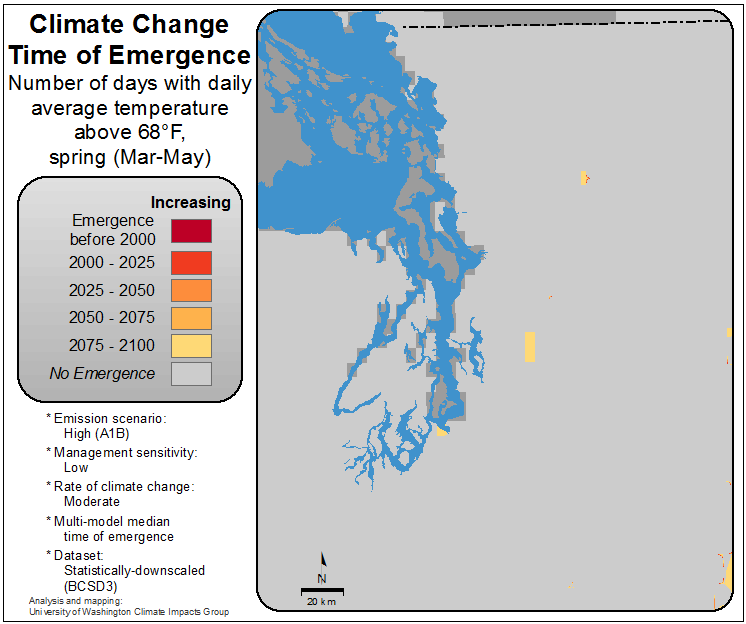 Climate Change
Time of Emergence
Number of days with daily
average temperature
above 68°F,
spring (Mar-May)
Increasing
Emergence
before 2000
2000 - 2025
2025 - 2050
2050 - 2075
2075 - 2100
No Emergence
* Emission scenario:
High (A1B)
* Management sensitivity:
Low
* Rate of climate change:
Moderate
* Multi-model median
time of emergence
* Dataset:
Statistically-downscaled
(BCSD3)
Analysis and mapping:
University of Washington Climate Impacts Group
N
20 km